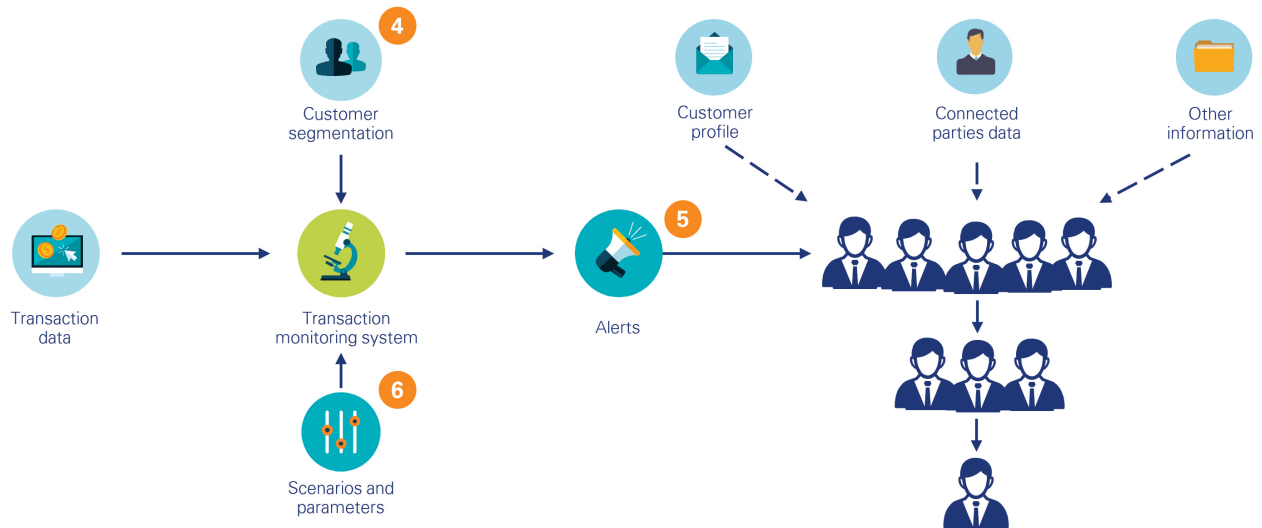 4
Customer
segmentation
Customer
profile
Connected
parties data
Other
information
5
Transaction
data
Transaction
monitoring system
Alerts
6
Scenarios and
parameters